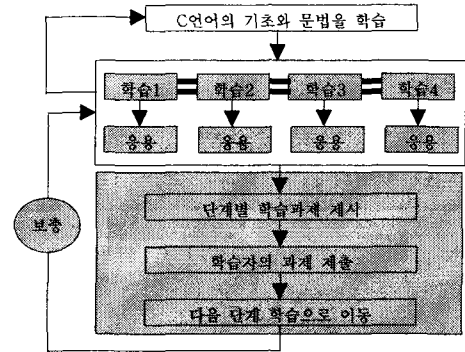 C언어의 기초와 문법을 학습
학습1 학습2 학습3 학습4
응용 응용 응용 응용
단계별 학습과제 제시
보충
학습자의 과제 제출
다음 단계 학습으로 이동